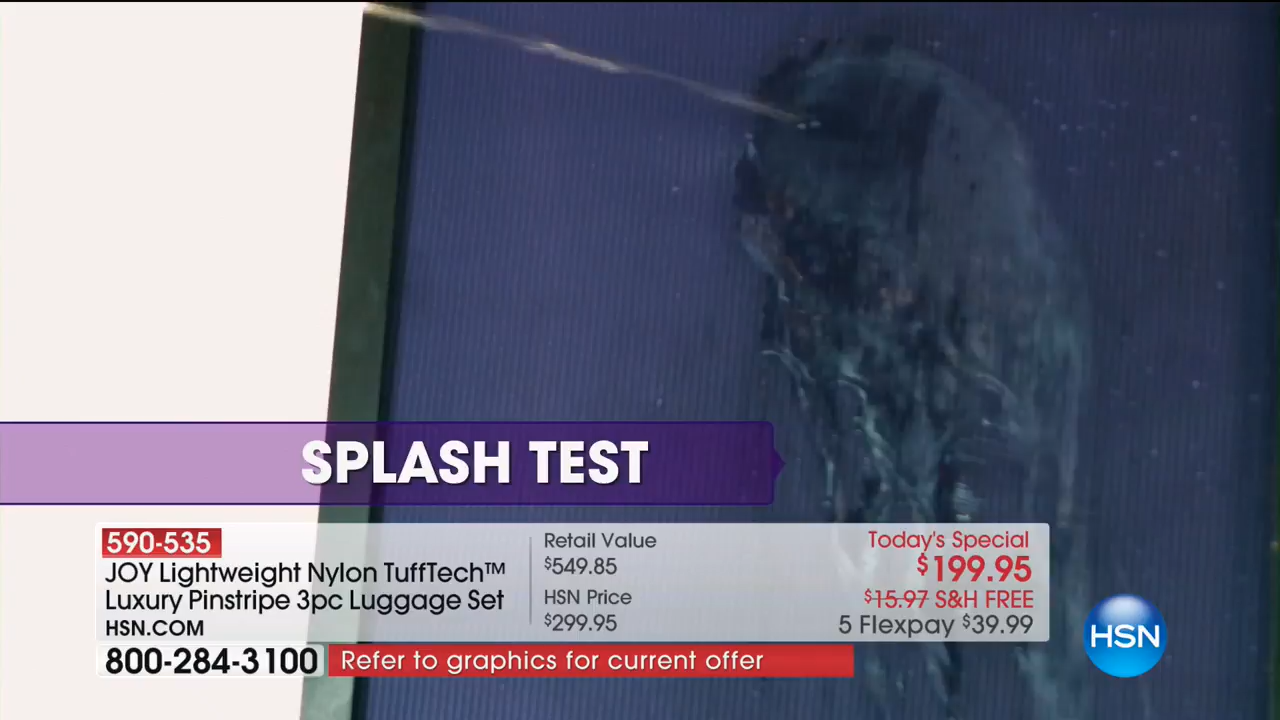 SPLASH TEST
590-535
JOY Lightweight Nylon TuffTech™
Luxury Pinstripe 3pc Luggage Set
HSN.COM
Retail Value
$549.85
HSN Price
$299.95
Today's Special
$199.95
$15.97 S&H FREE
5 Flexpay $39.99
HSN
800-284-3100
Refer to graphics for current offer